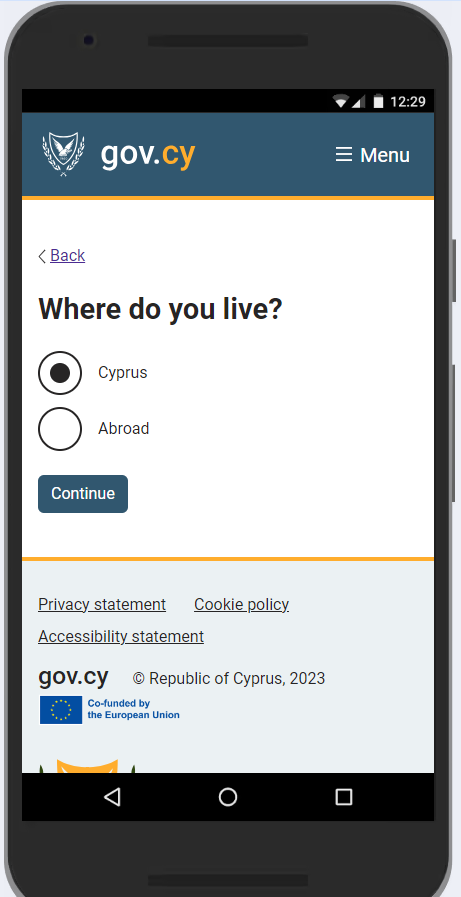 12:29
gov.cy
Menu
Back
Where do you live?
Cyprus
Abroad
Continue
Privacy statement Cookie policy
Accessibility statement
gov.cy © Republic of Cyprus, 2023
Co-funded by
the European Union